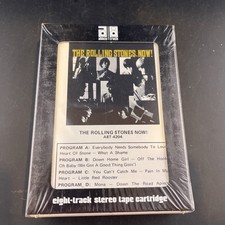 THE ROLLING STONES, NOW!
THE ROLLING STONES NOW!
ABT 4204
PROGRAM A: Everybody Needs Somebody To Love
Heart Of Stone — What A Shame
PROGRAM B: Down Home Girl — Off The Hook
Oh Baby (We Got A Good Thing Goin')
PROGRAM C: You Can't Catch Me — Pain In My
Heart — Little Red Rooster
PROGRAM D: Mona — Down The Road Apiece
eight-track stereo tape cartridge